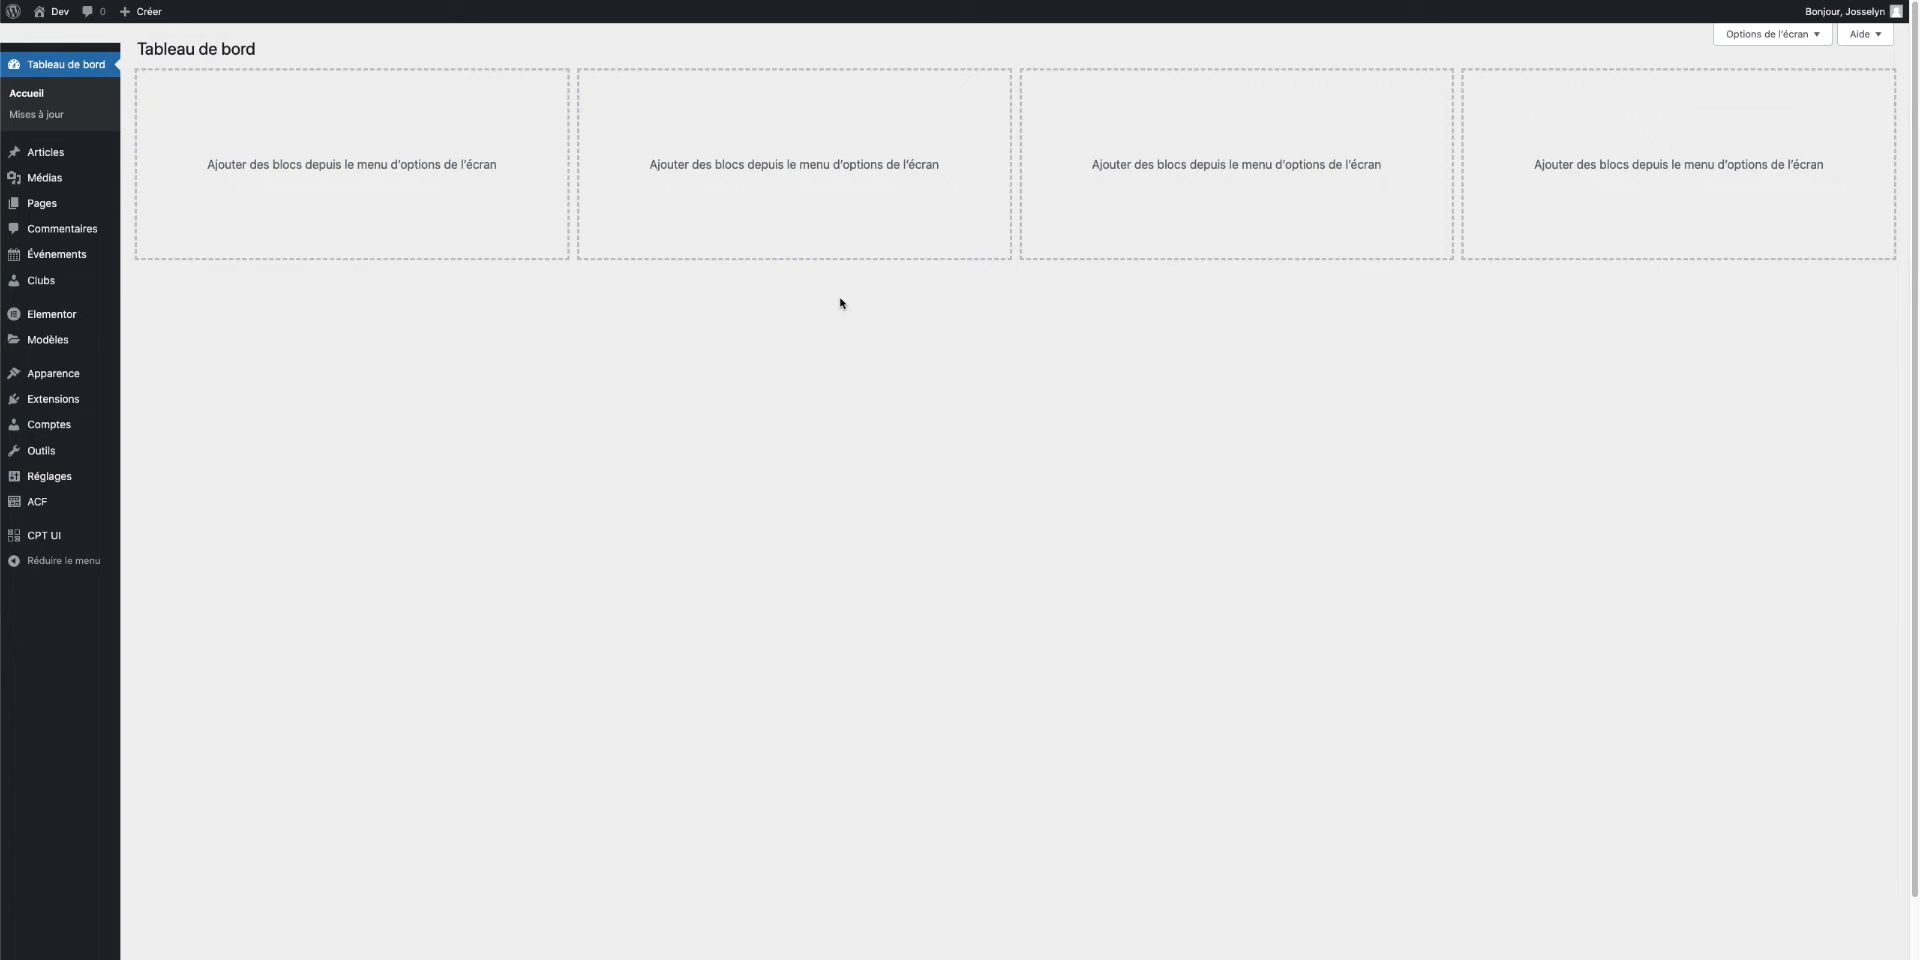 Dev
0
Créer
Bonjour, Josselyn
Options de l'écran ▼
Aide ▼
Tableau de bord
Tableau de bord
Accueil
Mises à jour
Articles
Médias
Pages
Commentaires
Événements
Clubs
Elementor
Modèles
Apparence
Extensions
Comptes
Outils
Réglages
ACF
CPT UI
Réduire le menu
Ajouter des blocs depuis le menu d'options de l'écran
Ajouter des blocs depuis le menu d'options de l'écran
Ajouter des blocs depuis le menu d'options de l'écran
Ajouter des blocs depuis le menu d'options de l'écran